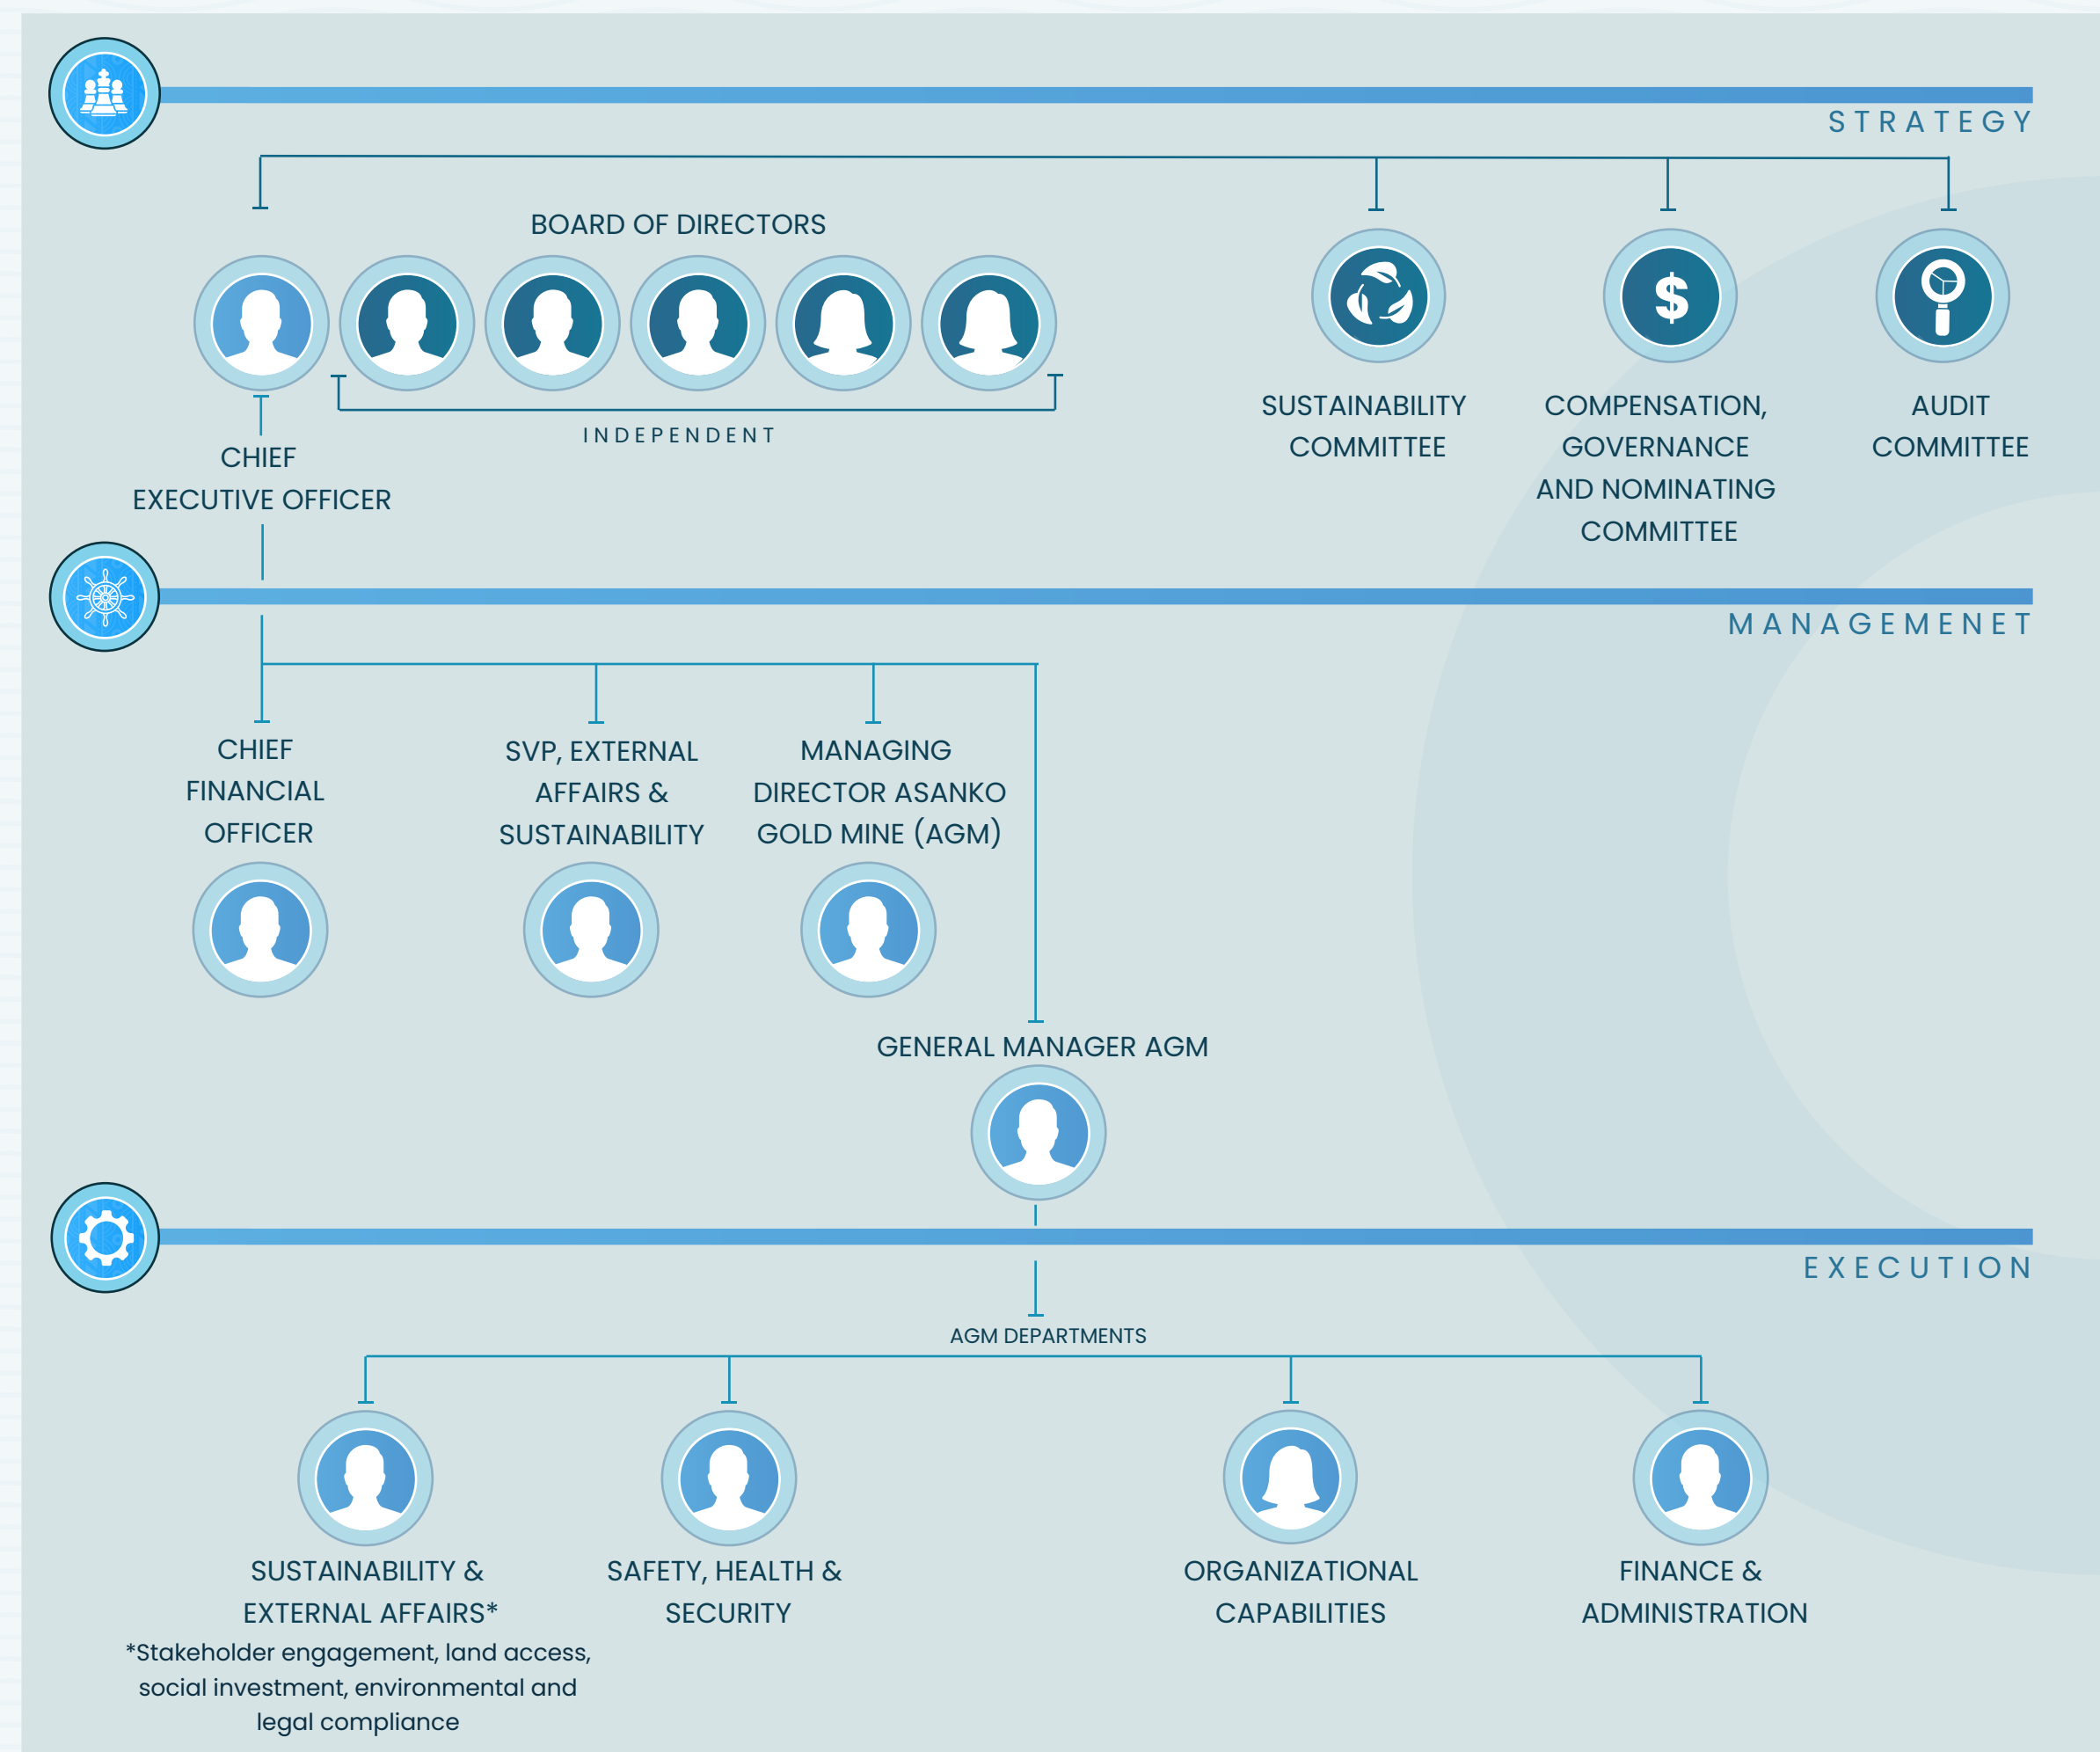 STRATEGY
BOARD OF DIRECTORS
INDEPENDENT
CHIEF
EXECUTIVE OFFICER
SUSTAINABILITY
COMMITTEE
COMPENSATION,
GOVERNANCE
AND NOMINATING
COMMITTEE
AUDIT
COMMITTEE
MANAGEMENET
CHIEF
FINANCIAL
OFFICER
SVP, EXTERNAL
AFFAIRS &
SUSTAINABILITY
MANAGING
DIRECTOR ASANKO
GOLD MINE (AGM)
GENERAL MANAGER AGM
EXECUTION
AGM DEPARTMENTS
SUSTAINABILITY &
EXTERNAL AFFAIRS*
*Stakeholder engagement, land access,
social investment, environmental and
legal compliance
SAFETY, HEALTH &
SECURITY
ORGANIZATIONAL
CAPABILITIES
FINANCE &
ADMINISTRATION